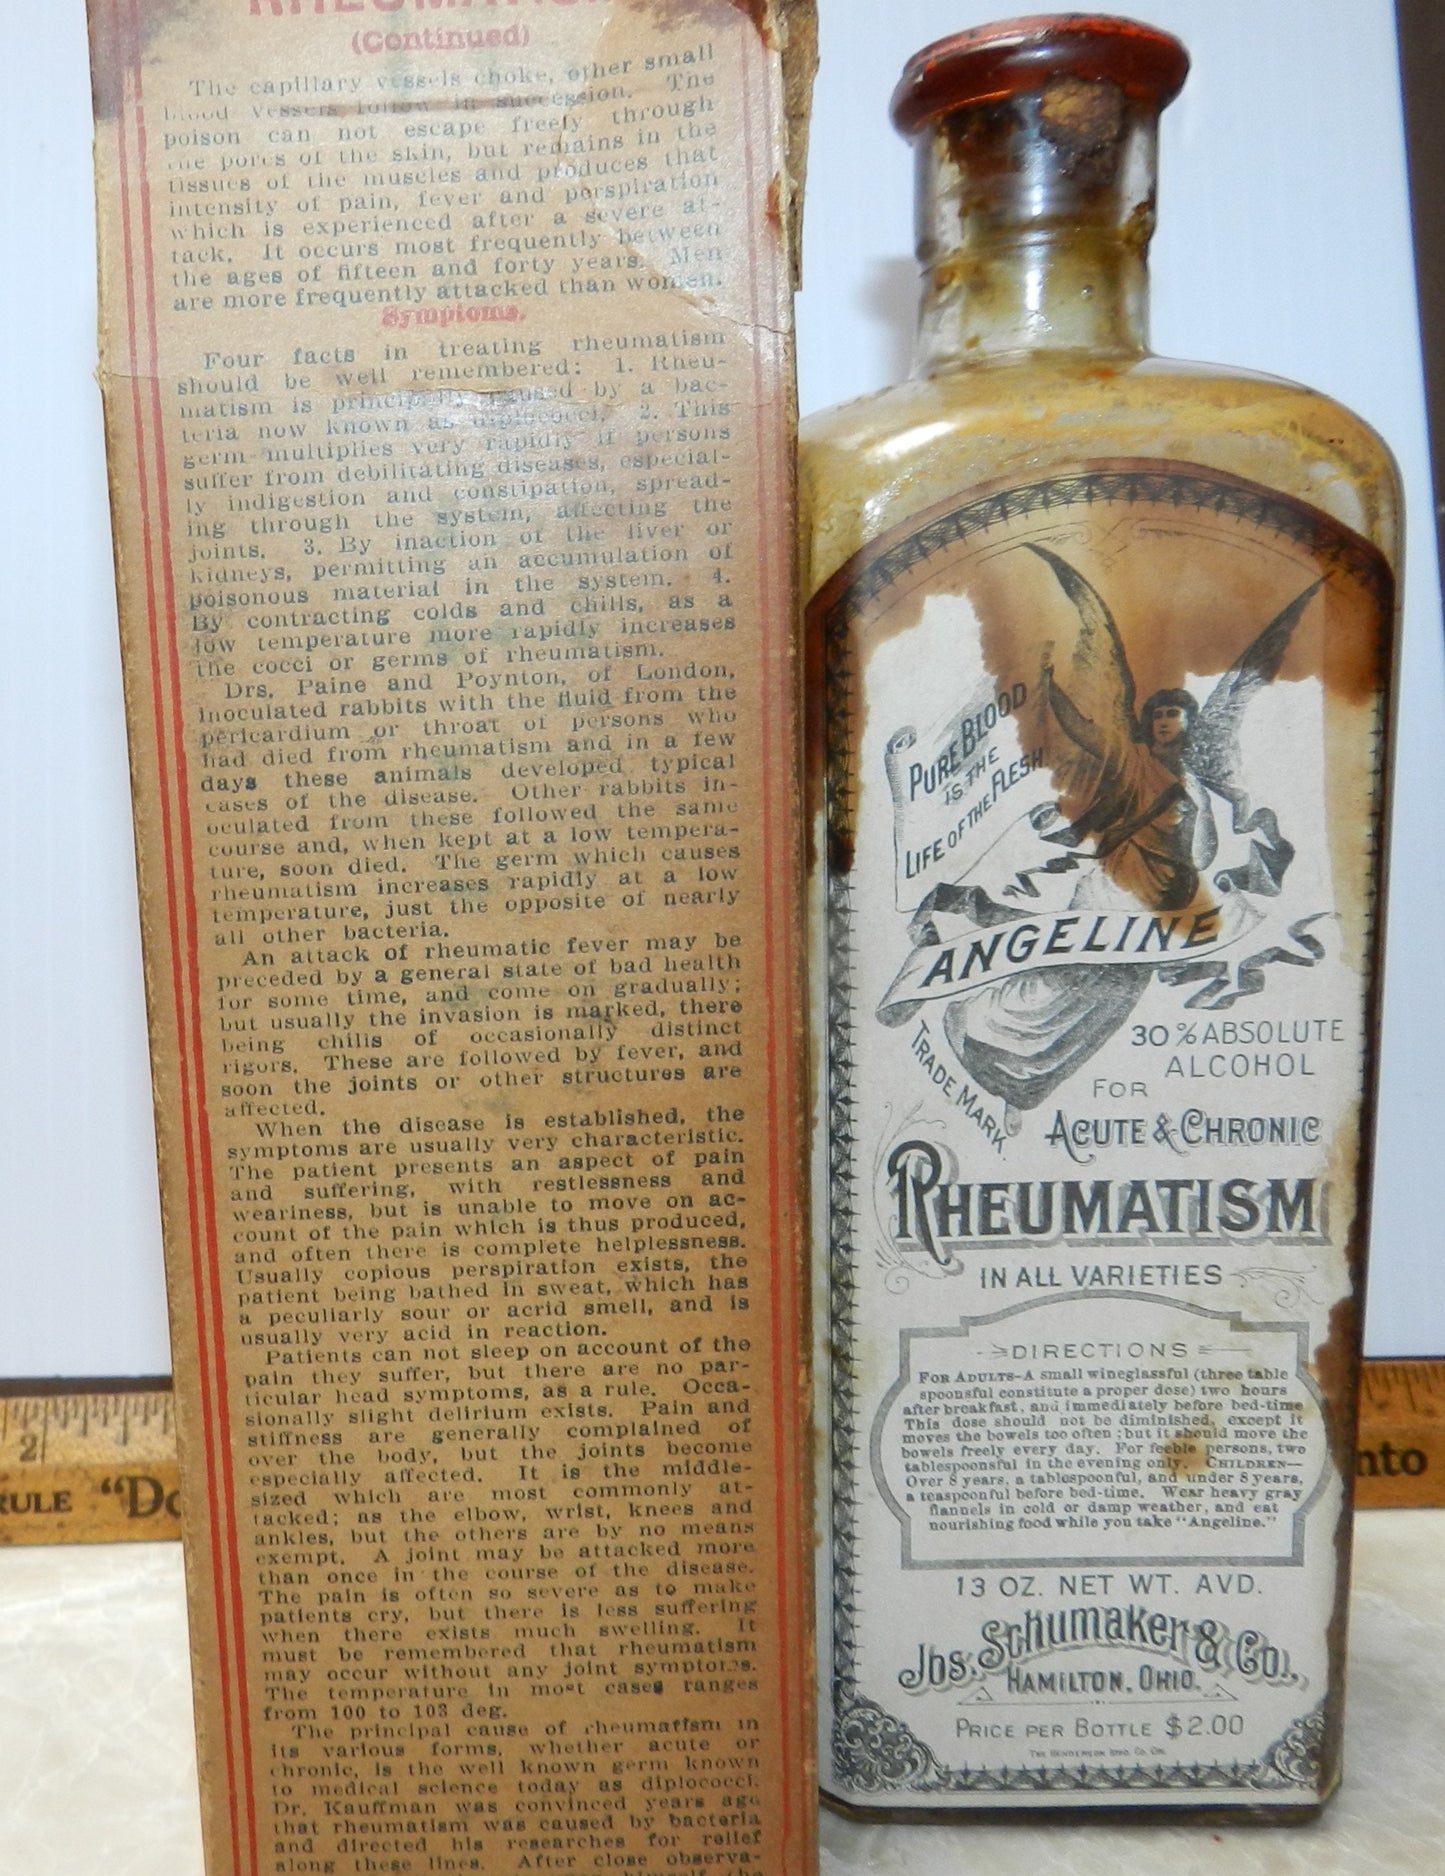 RHEUMATISM
(Continued)
The capillary vessels choke, other small
blood vessels follow in succession. The
poison can not escape freely through
the pores of the skin, but remains in the
tissues of the muscles and produces that
intensity of pain, fever and perspiration
which is experienced after a severe at-
tack. It occurs most frequently between
the ages of fifteen and forty years. Men
are more frequently attacked than women.
Symptoms.
Four facts in treating rheumatism
should be well remembered: 1. Rheu-
matism is principally caused by a bac-
teria now known as diplococci. 2. This
germ multiplies very rapidly if persons
suffer from debilitating diseases, especial-
ly indigestion and constipation, spread-
ing through the system, affecting the
joints. 3. By inaction of the liver or
kidneys, permitting an accumulation of
poisonous material in the system. 4.
By contracting colds and chills, as a
low temperature more rapidly increases
the cocci or germs of rheumatism.
Drs. Paine and Poynton, of London,
inoculated rabbits with the fluid from the
pericardium or throat of persons who
had died from rheumatism and in a few
days these animals developed typical
cases of the disease. Other rabbits in-
oculated from these followed the same
course and, when kept at a low tempera-
ture, soon died. The germ which causes
rheumatism increases rapidly at a low
temperature, just the opposite of nearly
all other bacteria.
An attack of rheumatic fever may be
preceded by a general state of bad health
for some time, and come on gradually;
but usually the invasion is marked, there
being chills of occasionally distinct
rigors. These are followed by fever, and
soon the joints or other structures are
affected.
When the disease is established, the
symptoms are usually very characteristic.
The patient presents an aspect of pain
and suffering, with restlessness and
weariness, but is unable to move on ac-
count of the pain which is thus produced,
and often there is complete helplessness.
Usually copious perspiration exists, the
patient being bathed in sweat, which has
a peculiarly sour or acrid smell, and is
usually very acid in reaction.
Patients can not sleep on account of the
pain they suffer, but there are no par-
ticular head symptoms, as a rule. Occa-
sionally slight delirium exists. Pain and
stiffness are generally complained of
over the body, but the joints become
especially affected. It is the middle-
sized which are most commonly at-
tacked; as the elbow, wrist, knees and
ankles, but the others are by no means
exempt. A joint may be attacked more
than once in the course of the disease.
The pain is often so severe as to make
patients cry, but there is less suffering
when there exists much swelling. It
must be remembered that rheumatism
may occur without any joint symptoms.
The temperature in most cases ranges
from 100 to 103 deg.
The principal cause of rheumatism in
its various forms, whether acute or
chronic, is the well known germ known
to medical science today as diplococci.
Dr. Kauffman was convinced years ago
that rheumatism was caused by bacteria
and directed his researches for relief
along these lines. After close observa-
himself the
PURE BLOOD
IS THE
LIFE OF THE FLESH
ANGELINE
TRADE MARK
30% ABSOLUTE
ALCOHOL
FOR
ACUTE & CHRONIC
RHEUMATISM
IN ALL VARIETIES
DIRECTIONS
FOR ADULTS-A small wineglassful (three table
spoonsful constitute a proper dose) two hours
after breakfast, and immediately before bed-time
This dose should not be diminished, except it
moves the bowels too often; but it should move the
bowels freely every day. For feeble persons, two
tablespoonsful in the evening only. CHILDREN—
Over 8 years, a tablespoonful, and under 8 years,
a teaspoonful before bed-time. Wear heavy gray
flannels in cold or damp weather, and eat
nourishing food while you take "Angeline."
13 OZ. NET WT. AVD.
Jos. Schumaker & Co.,
HAMILTON, OHIO.
PRICE PER BOTTLE $2.00
THE HENDERSON
2
RULE "Do
nto